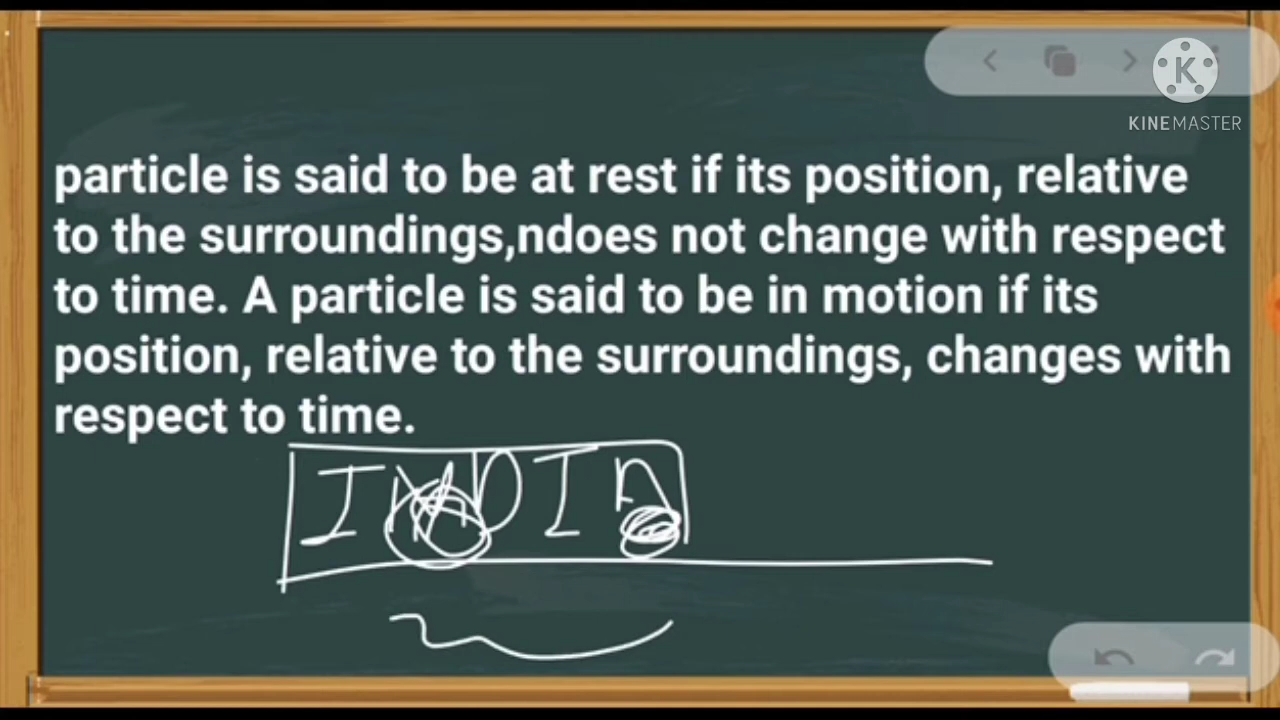 K
KINEMASTER
particle is said to be at rest if its position, relative
to the surroundings,ndoes not change with respect
to time. A particle is said to be in motion if its
position, relative to the surroundings, changes with
respect to time.
INDIA